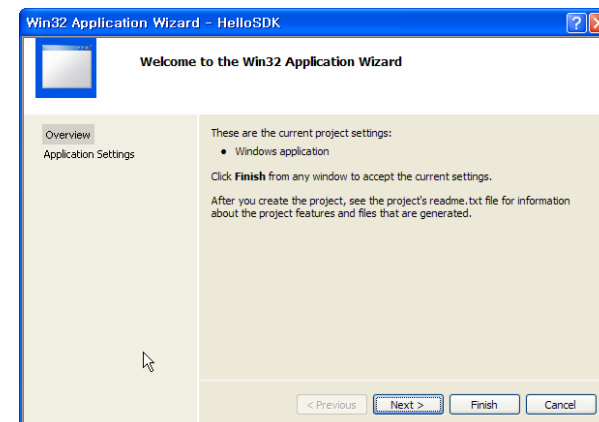 Win32 Application Wizard - HelloSDK
Welcome to the Win32 Application Wizard
Overview
Application Settings
These are the current project settings:
• Windows application
Click Finish from any window to accept the current settings.
After you create the project, see the project's readme.txt file for information
about the project features and files that are generated.
< Previous
Next >
Finish
Cancel